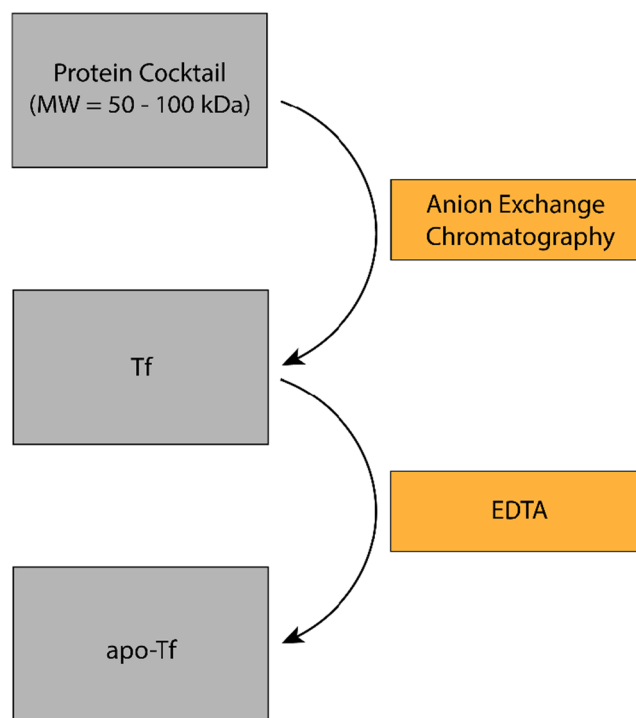 Protein Cocktail
(MW = 50 - 100 kDa)
Anion Exchange
Chromatography
Tf
EDTA
apo-Tf